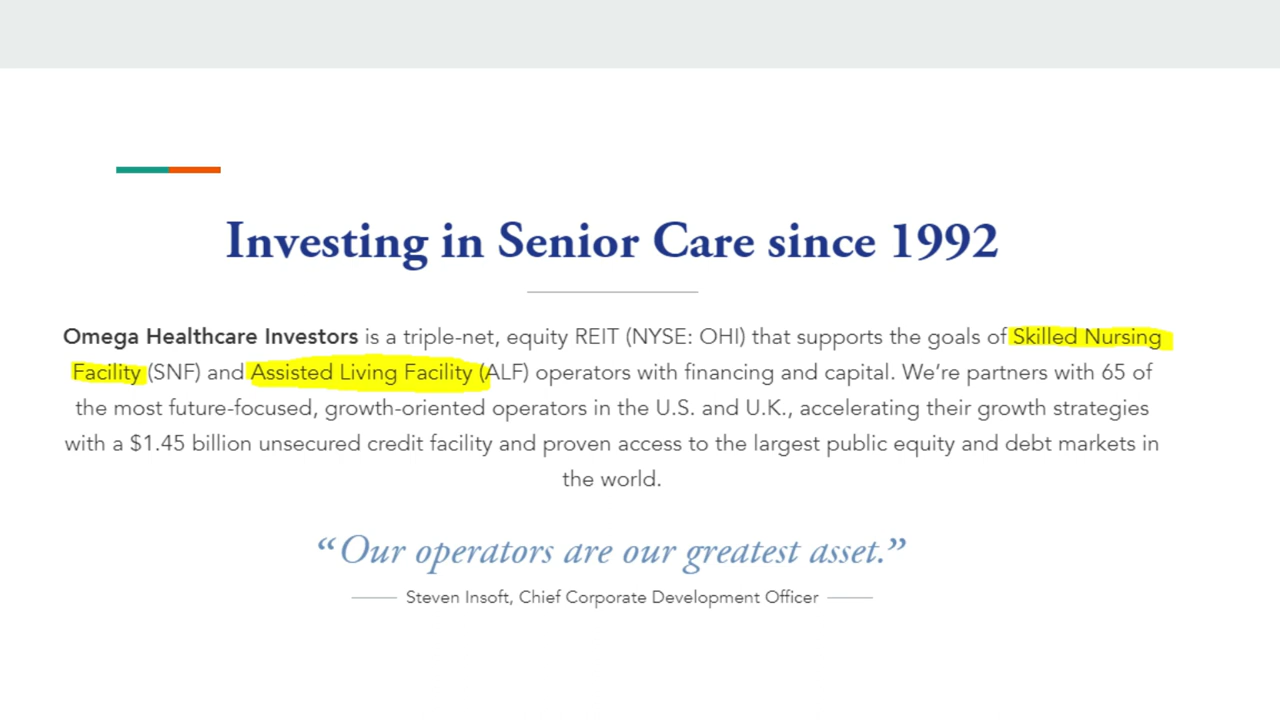 Investing in Senior Care since 1992
Omega Healthcare Investors is a triple-net, equity REIT (NYSE: OHI) that supports the goals of Skilled Nursing
Facility (SNF) and Assisted Living Facility (ALF) operators with financing and capital. We’re partners with 65 of
the most future-focused, growth-oriented operators in the U.S. and U.K., accelerating their growth strategies
with a $1.45 billion unsecured credit facility and proven access to the largest public equity and debt markets in
the world.
“Our operators are our greatest asset.”
Steven Insoft, Chief Corporate Development Officer